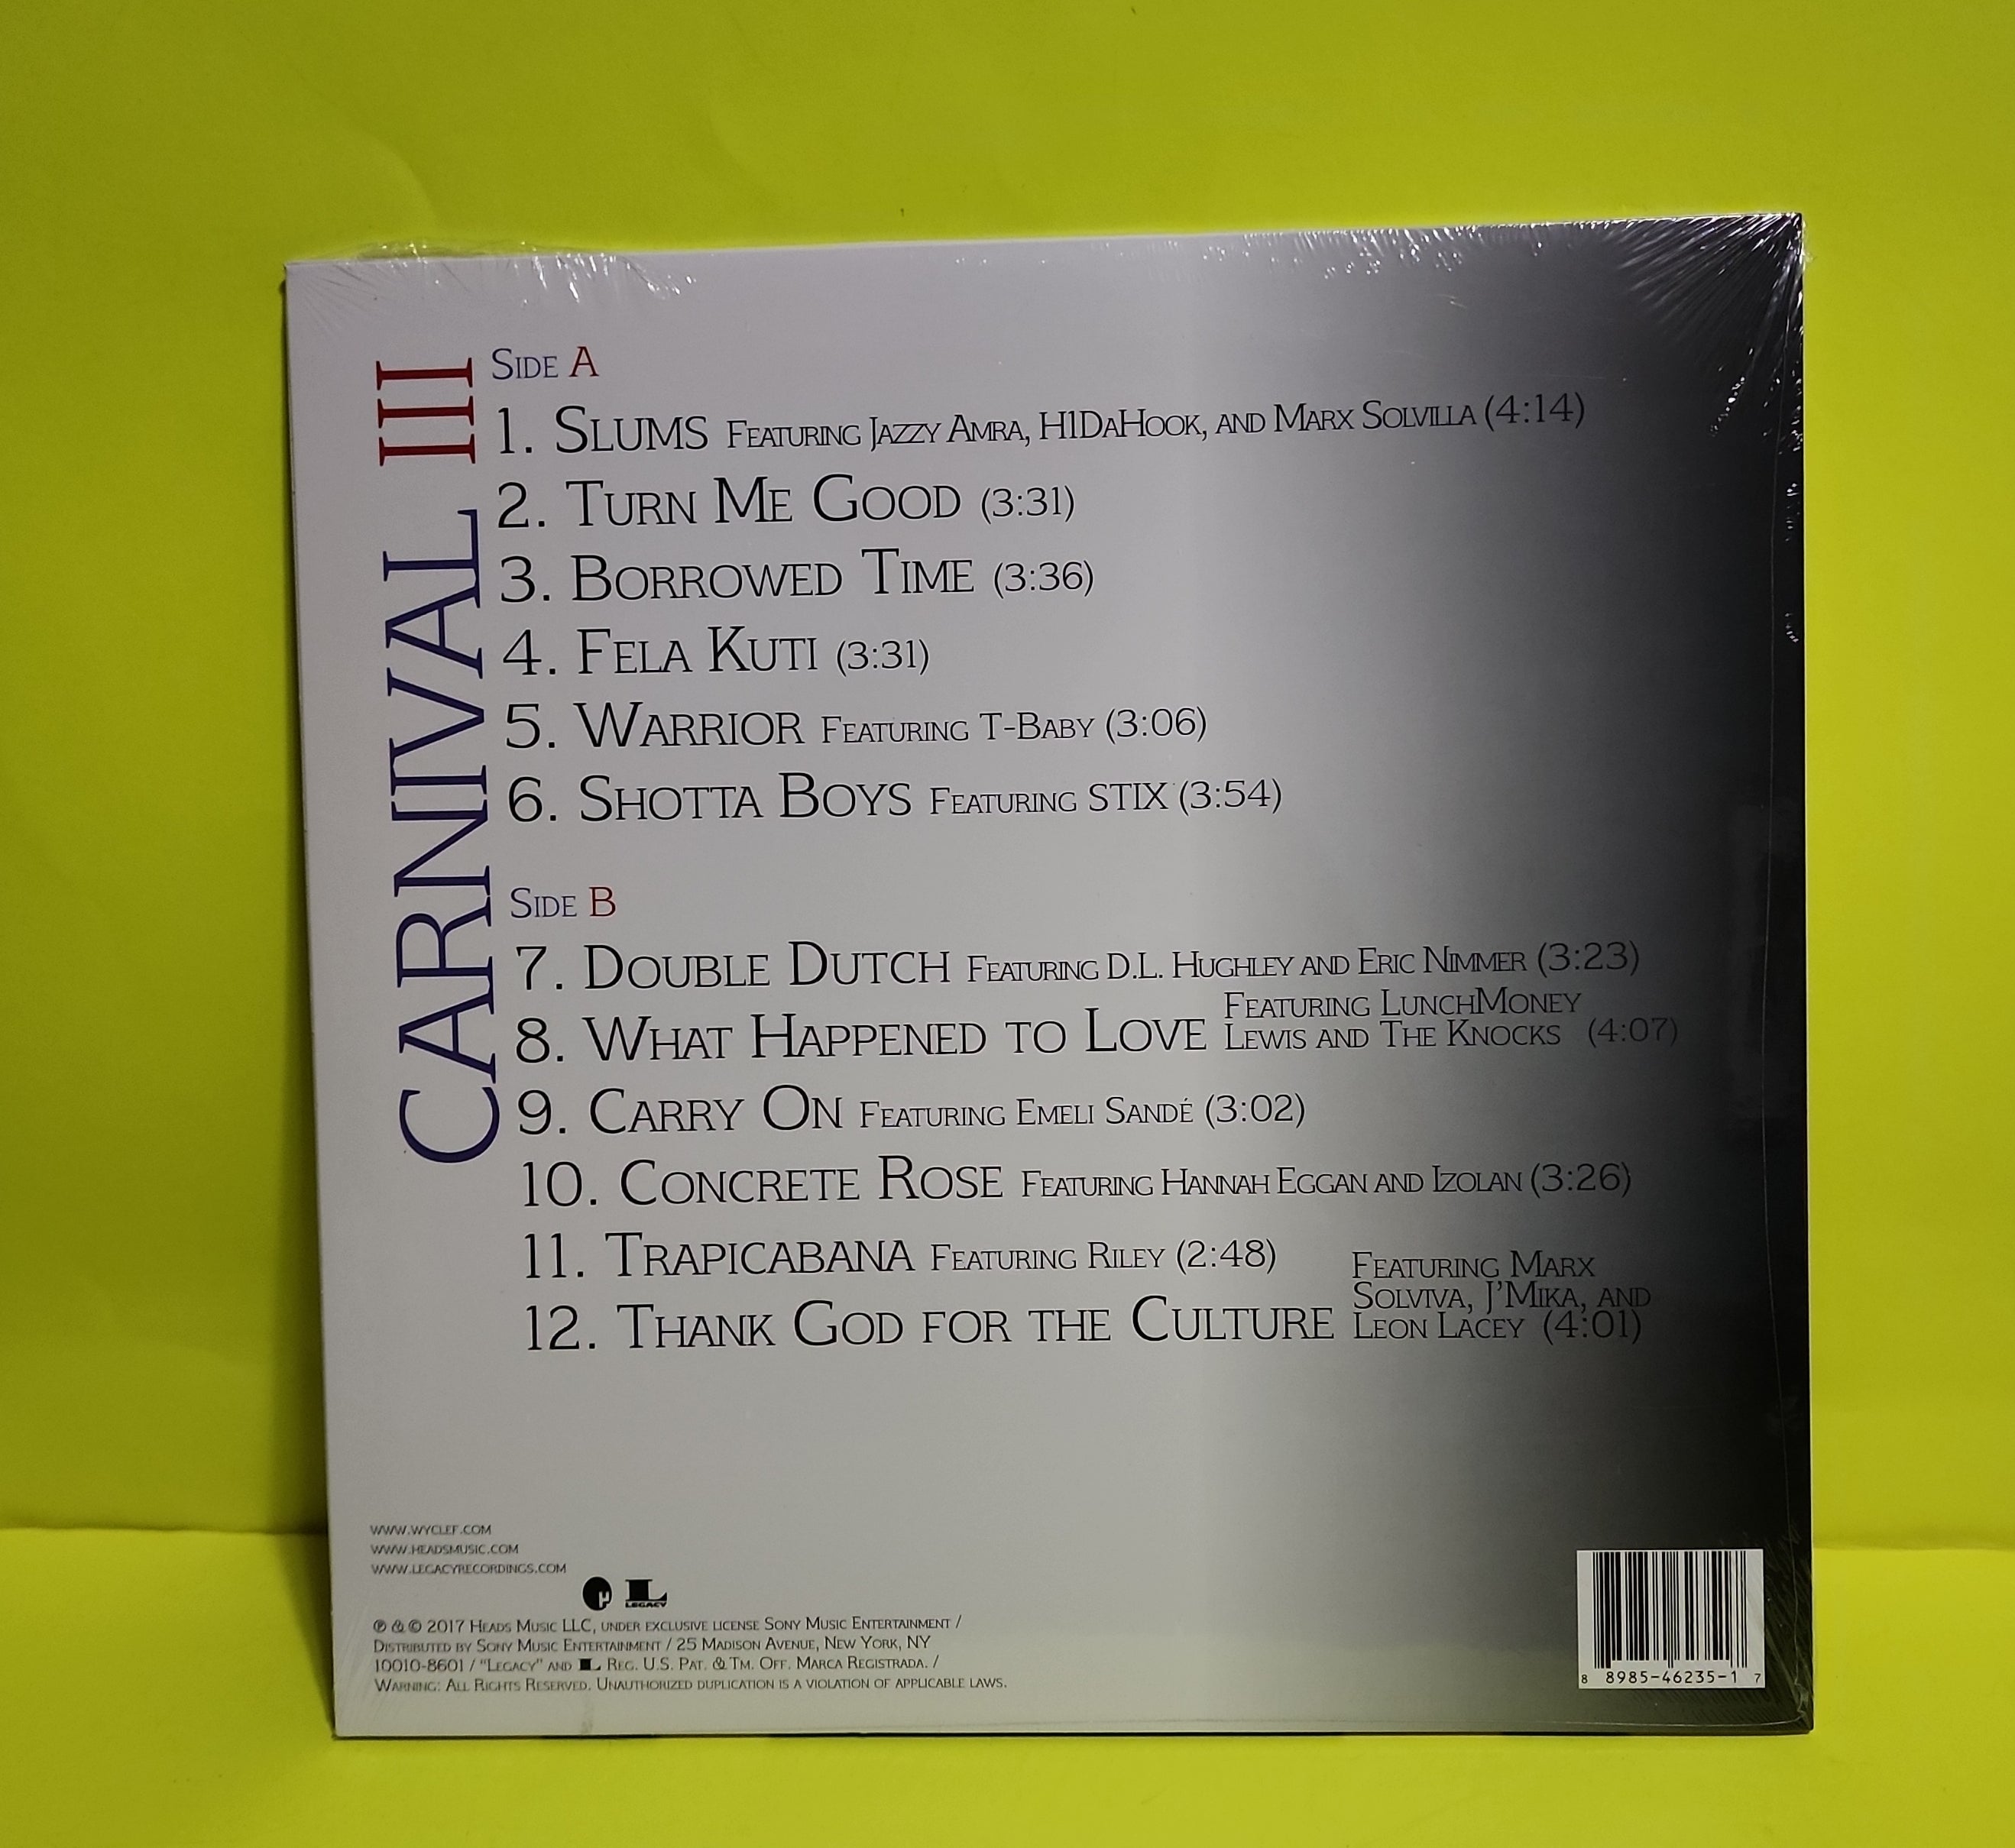 CARNIVAL III
SIDE A
1. SLUMS FEATURING JAZZY AMRA, H1DAHOOK, AND MARX SOLVILLA (4:14)
2. TURN ME GOOD (3:31)
3. BORROWED TIME (3:36)
4. FELA KUTI (3:31)
5. WARRIOR FEATURING T-BABY (3:06)
6. SHOTTA BOYS FEATURING STIX (3:54)
SIDE B
7. DOUBLE DUTCH FEATURING D.L. HUGHLEY AND ERIC NIMMER (3:23)
8. WHAT HAPPENED TO LOVE FEATURING LUNCHMONEY
LEWIS AND THE KNOCKS (4:07)
9. CARRY ON FEATURING EMELI SANDÉ (3:02)
10. CONCRETE ROSE FEATURING HANNAH EGGAN AND IZOLAN (3:26)
11. TRAPICABANA FEATURING RILEY (2:48)
12. THANK GOD FOR THE CULTURE FEATURING MARX
SOLVIVA, J'MIKA, AND
LEON LACEY (4:01)
WWW.WYCLEF.COM
WWW.HEADSMUSIC.COM
WWW.LEGACYRECORDINGS.COM
L
LEGACY
℗ & © 2017 HEADS MUSIC LLC, UNDER EXCLUSIVE LICENSE SONY MUSIC ENTERTAINMENT /
DISTRIBUTED BY SONY MUSIC ENTERTAINMENT / 25 MADISON AVENUE, NEW YORK, NY
10010-8601 / "LEGACY" AND L REG. U.S. PAT. & TM. OFF. MARCA REGISTRADA. /
WARNING: ALL RIGHTS RESERVED. UNAUTHORIZED DUPLICATION IS A VIOLATION OF APPLICABLE LAWS.
8 8985-46235-1 7